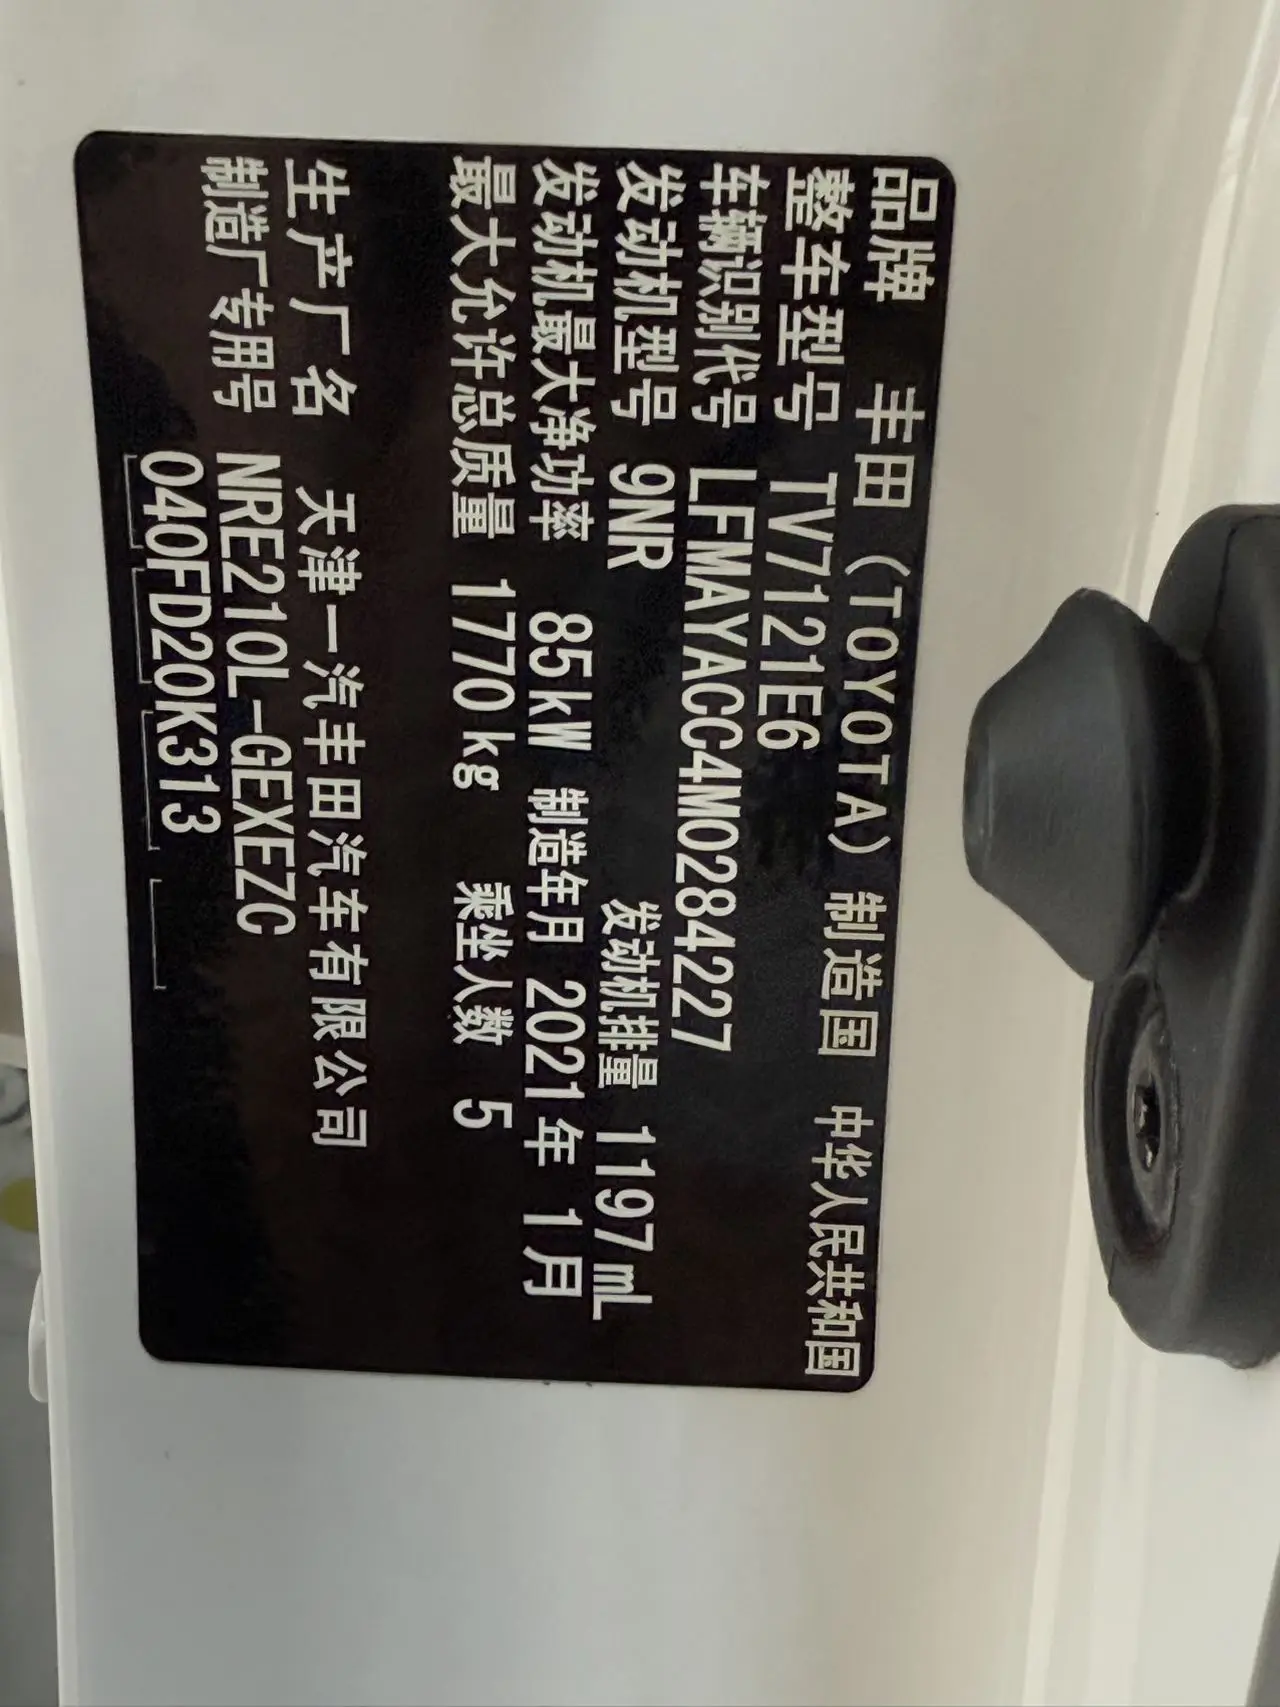 品牌 丰田（TOYOTA） 制造国 中华人民共和国
整车型号 TV7121E6
车辆识别代号 LFMAYACC4M0284227
发动机型号 9NR 发动机排量 1197mL
发动机最大净功率 85kW 制造年月 2021年 1月
最大允许总质量 1770kg 乘坐人数 5
生产厂名 天津一汽丰田汽车有限公司
制造厂专用号 NRE210L-GEXEZC
040FD20K313